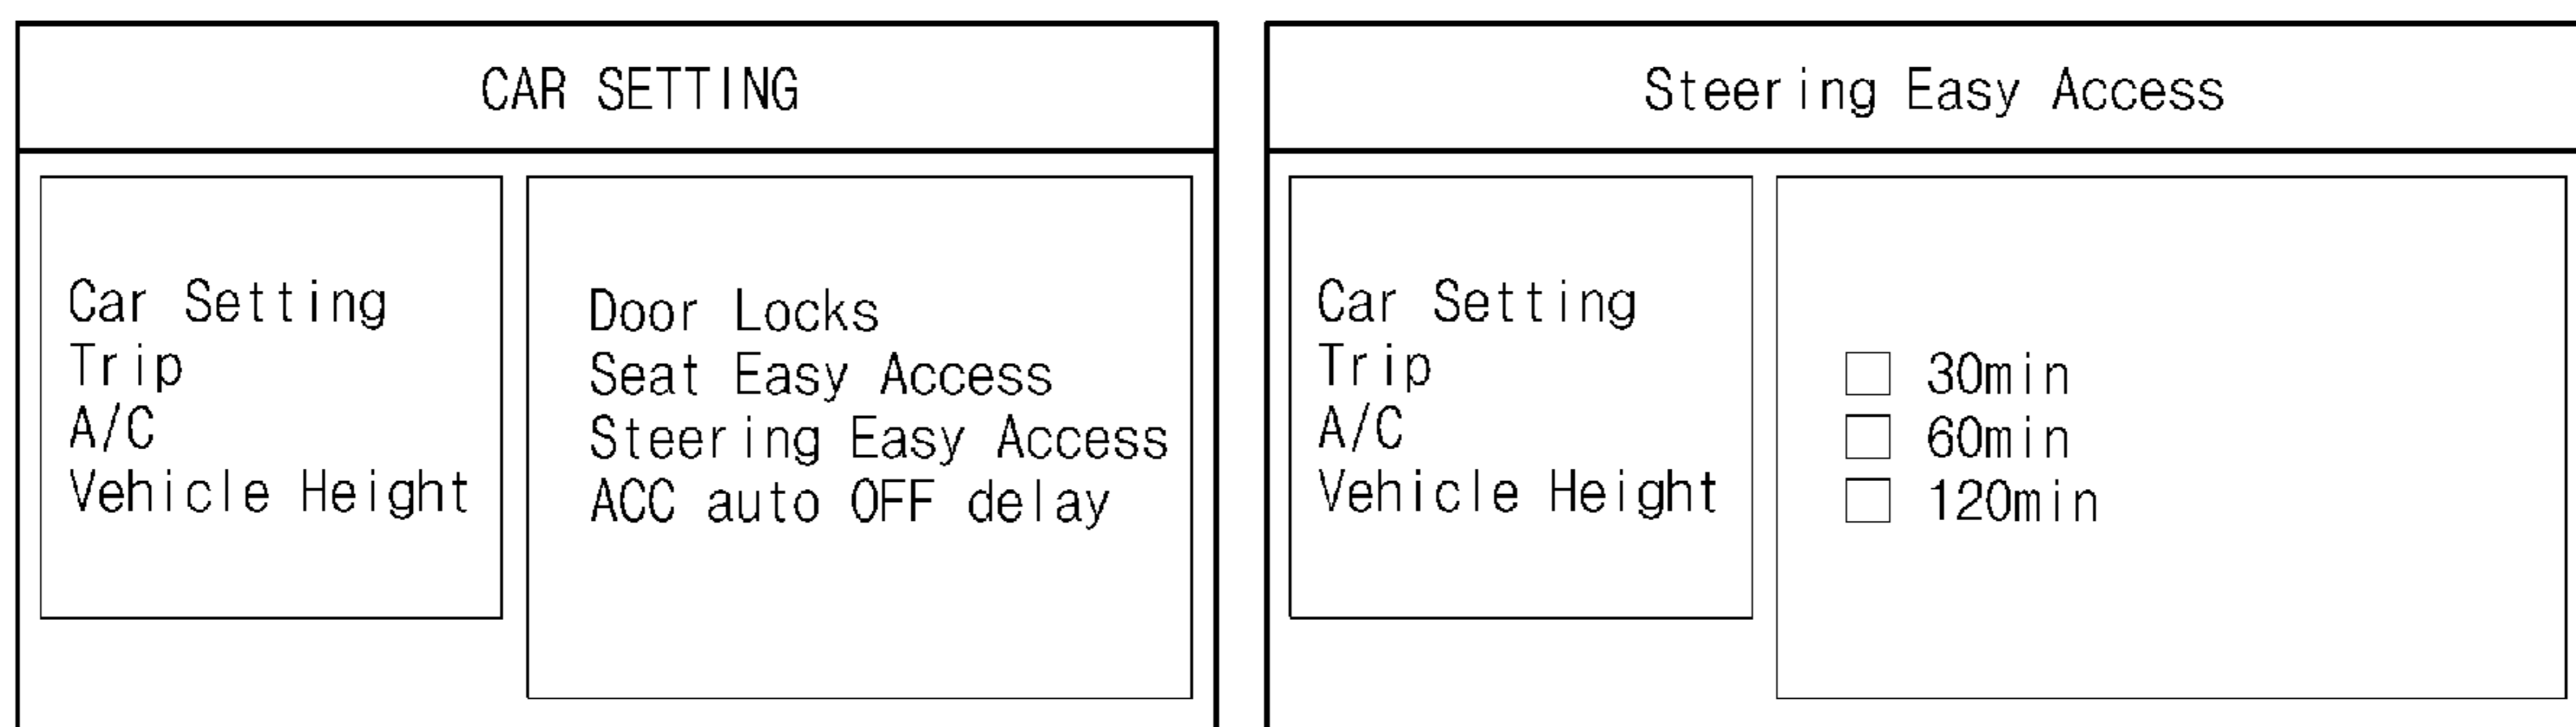 CAR SETTING
Car Setting
Trip
A/C
Vehicle Height
Door Locks
Seat Easy Access
Steering Easy Access
ACC auto OFF delay
Steering Easy Access
Car Setting
Trip
A/C
Vehicle Height
30min
60min
120min